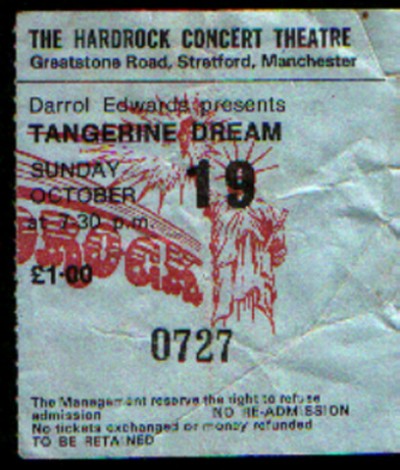 THE HARDROCK CONCERT THEATRE
Greatstone Road, Stretford, Manchester
Darrol Edwards presents
TANGERINE DREAM
SUNDAY 19
OCTOBER
at 7-30 p.m.
£1·00
DROCK
0727
The Management reserve the right to refuse
admission NO RE-ADMISSION
No tickets exchanged or money refunded
TO BE RETAINED